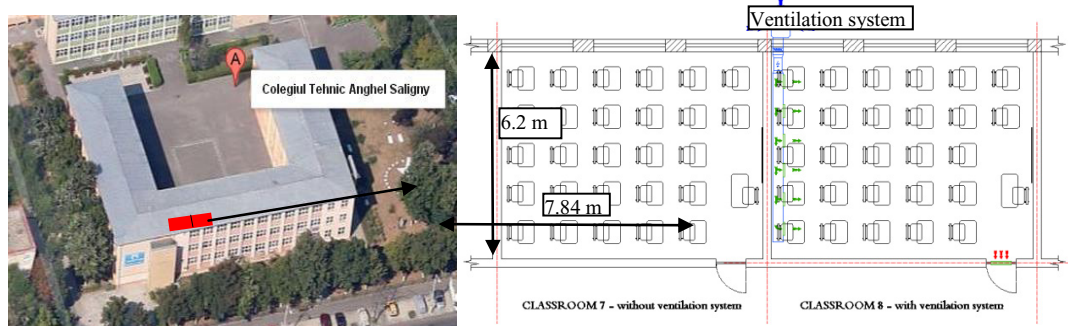 A
Colegiul Tehnic Anghel Saligny
Ventilation system
6.2 m
7.84 m
CLASSROOM 7 - without ventilation system
CLASSROOM 8 - with ventilation system